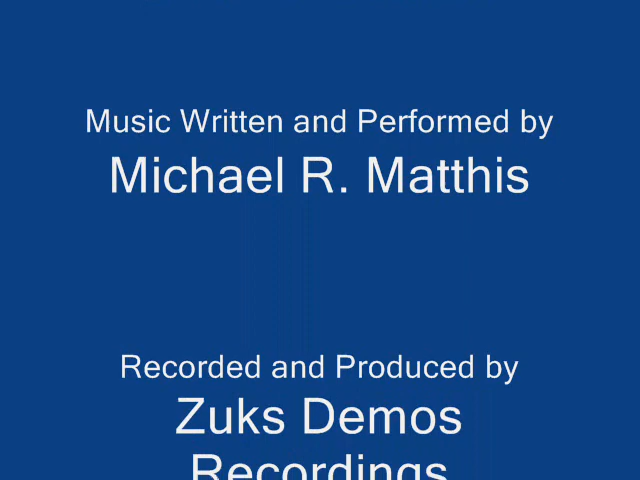 Music Written and Performed by
Michael R. Matthis
Recorded and Produced by
Zuks Demos
Recordings